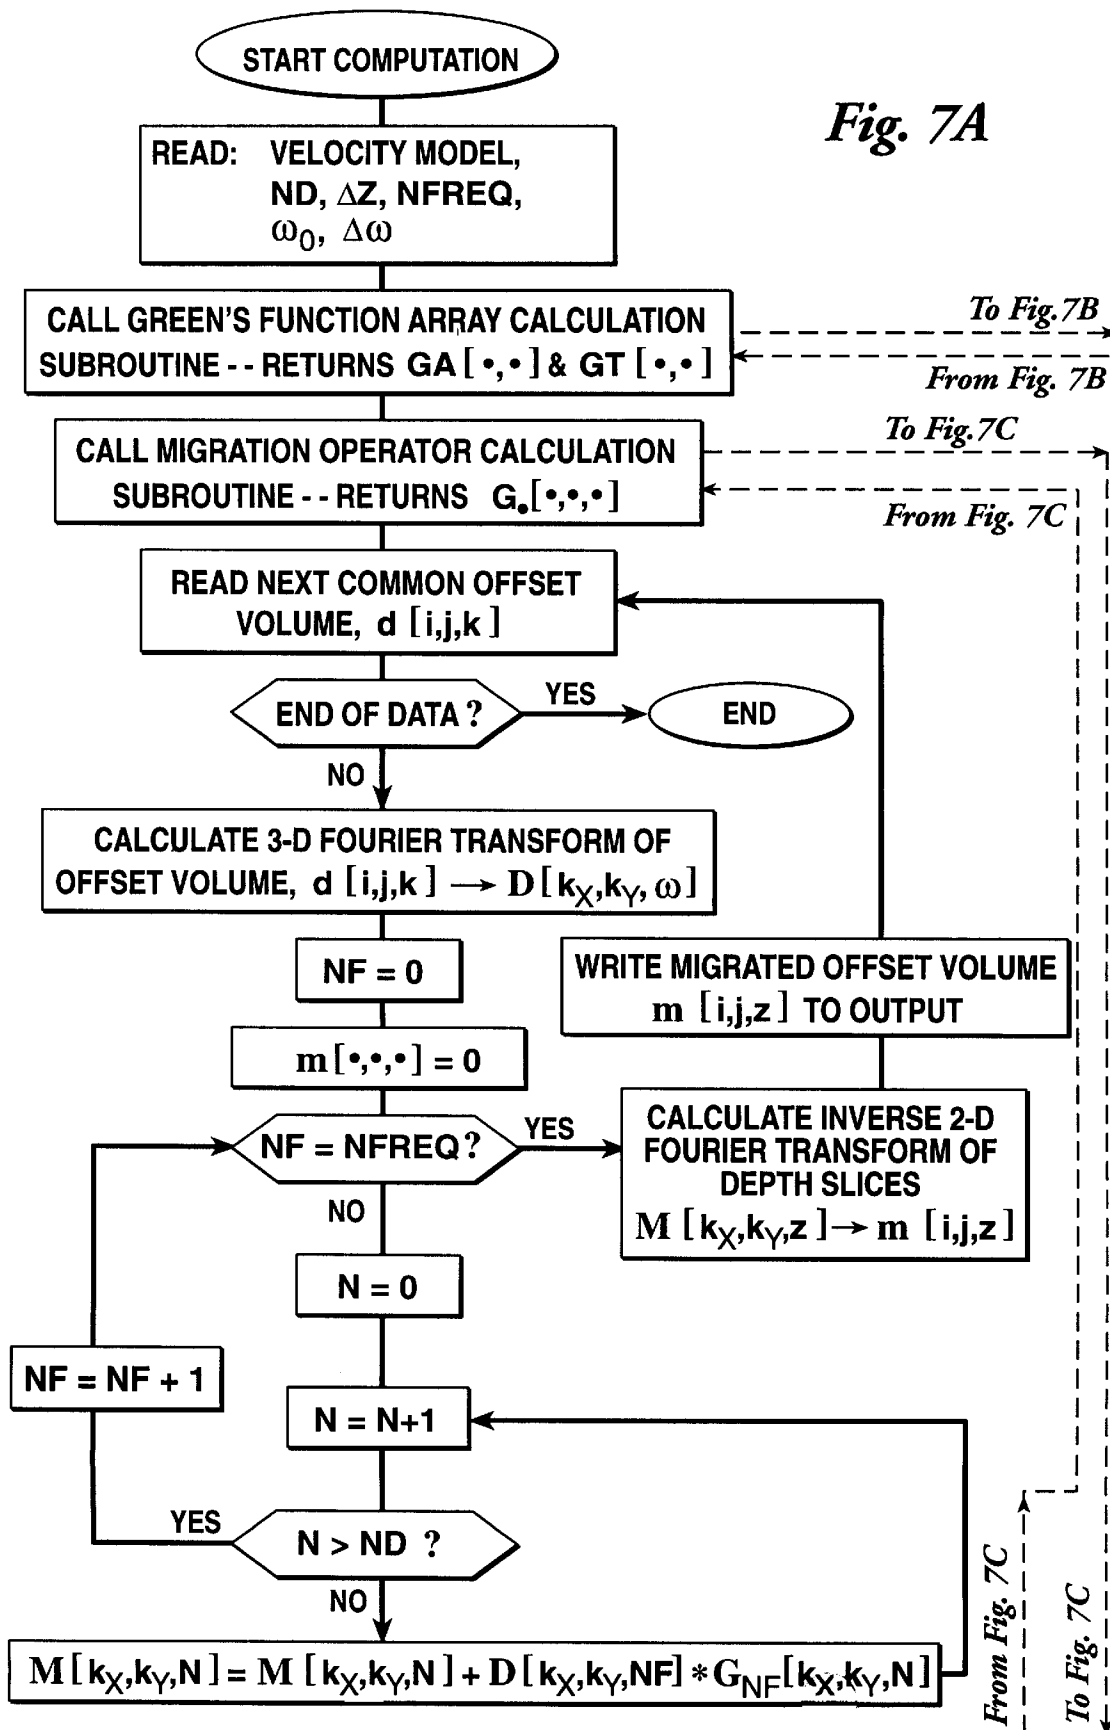 START COMPUTATION
Fig. 7A
READ: VELOCITY MODEL,
ND, ΔZ, NFREQ,
ω₀, Δω
CALL GREEN'S FUNCTION ARRAY CALCULATION
SUBROUTINE - - RETURNS GA [•,•] & GT [•,•]
To Fig.7B
From Fig. 7B
CALL MIGRATION OPERATOR CALCULATION
SUBROUTINE - - RETURNS G•[•,•,•]
To Fig.7C
From Fig. 7C
READ NEXT COMMON OFFSET
VOLUME, d [i,j,k]
END OF DATA ?
YES
END
NO
CALCULATE 3-D FOURIER TRANSFORM OF
OFFSET VOLUME, d [i,j,k] → D[kX,kY, ω]
NF = 0
WRITE MIGRATED OFFSET VOLUME
m [i,j,z] TO OUTPUT
m[•,•,•] = 0
NF = NFREQ?
YES
CALCULATE INVERSE 2-D
FOURIER TRANSFORM OF
DEPTH SLICES
M [kX,kY,z] → m [i,j,z]
NO
N = 0
NF = NF + 1
N = N+1
YES
N > ND ?
NO
M[kX,kY,N] = M [kX,kY,N] + D[kX,kY,NF] * GNF[kX,kY,N]
From Fig. 7C
To Fig. 7C